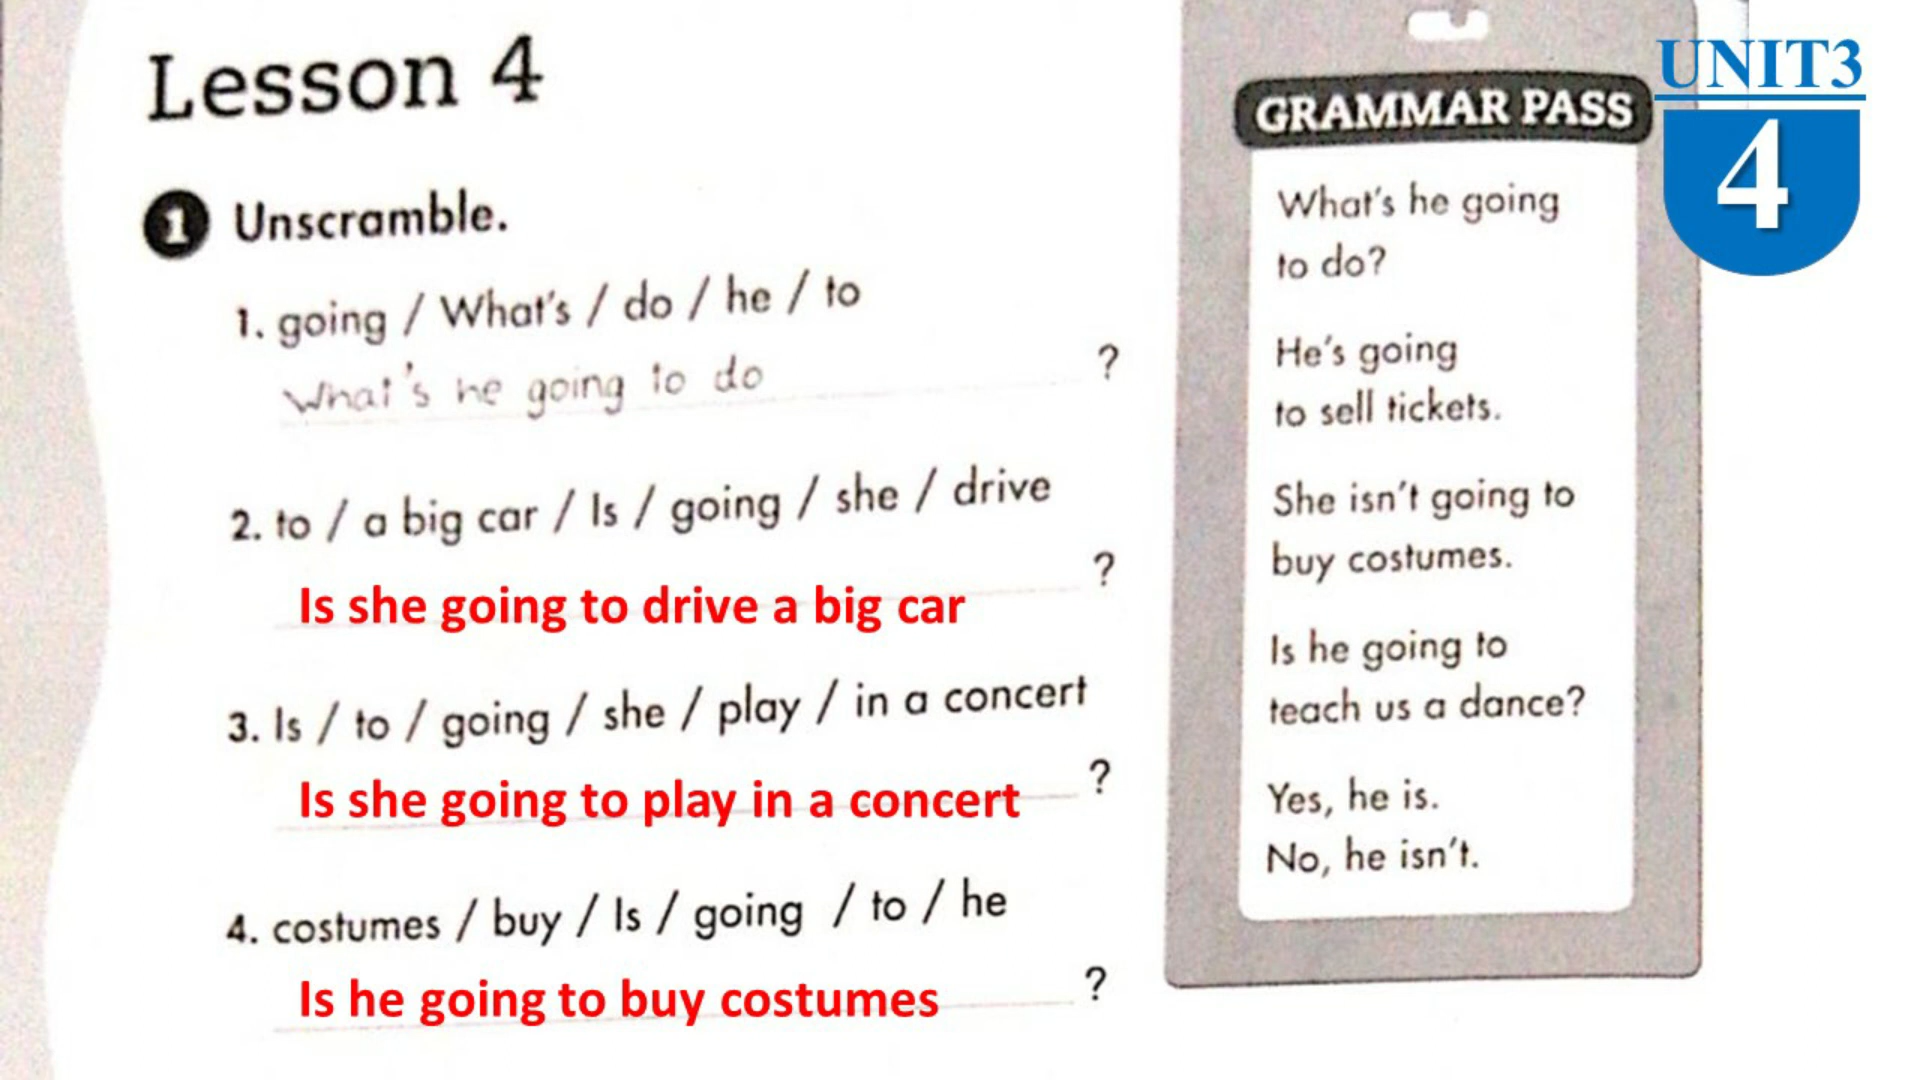 Lesson 4
1 Unscramble.
1. going / What's / do / he / to
What's he going to do ?
2. to / a big car / Is / going / she / drive
Is she going to drive a big car ?
3. Is / to / going / she / play / in a concert
Is she going to play in a concert ?
4. costumes / buy / Is / going / to / he
Is he going to buy costumes ?
GRAMMAR PASS
What's he going
to do?
He's going
to sell tickets.
She isn't going to
buy costumes.
Is he going to
teach us a dance?
Yes, he is.
No, he isn't.
UNIT3
4